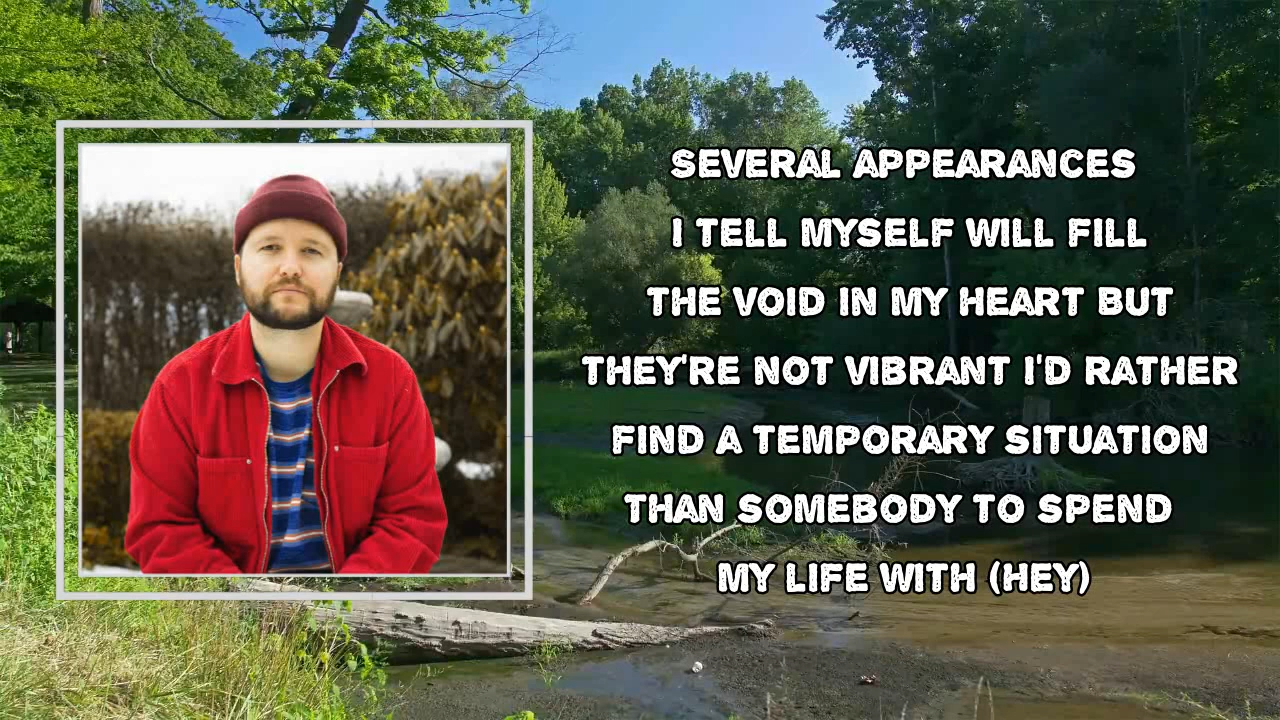 SEVERAL APPEARANCES
I TELL MYSELF WILL FILL
THE VOID IN MY HEART BUT
THEY'RE NOT VIBRANT I'D RATHER
FIND A TEMPORARY SITUATION
THAN SOMEBODY TO SPEND
MY LIFE WITH (HEY)